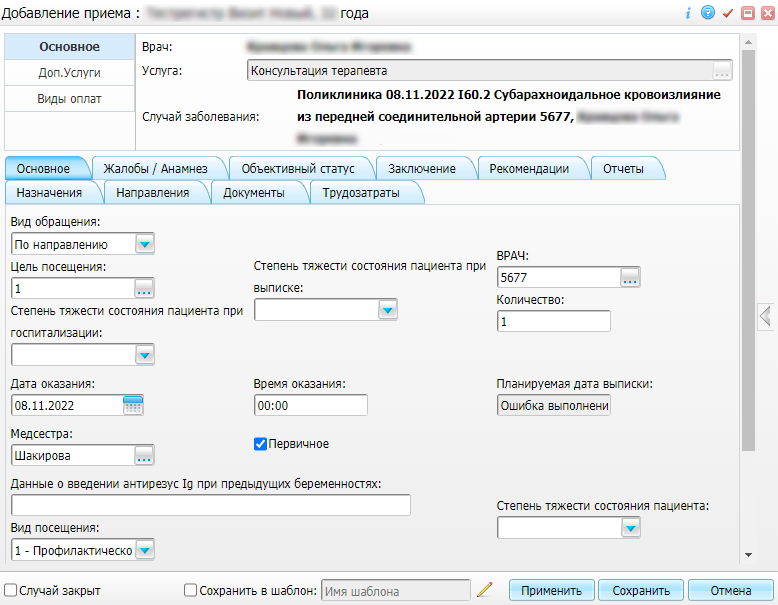 Добавление приема : года
Основное
Доп.Услуги
Виды оплат
Врач:
Услуга: Консультация терапевта ...
Случай заболевания: Поликлиника 08.11.2022 I60.2 Субарахноидальное кровоизлияние
из передней соединительной артерии 5677,
Основное Жалобы / Анамнез Объективный статус Заключение Рекомендации Отчеты
Назначения Направления Документы Трудозатраты
Вид обращения:
По направлению
Цель посещения:
1 ...
Степень тяжести состояния пациента при
госпитализации:
Степень тяжести состояния пациента при
выписке:
ВРАЧ:
5677 ...
Количество:
1
Дата оказания:
08.11.2022
Время оказания:
00:00
Планируемая дата выписки:
Ошибка выполнени
Медсестра:
Шакирова ...
Первичное
Данные о введении антирезус Ig при предыдущих беременностях:
Степень тяжести состояния пациента:
Вид посещения:
1 - Профилактическо
Случай закрыт Сохранить в шаблон: Имя шаблона Применить Сохранить Отмена